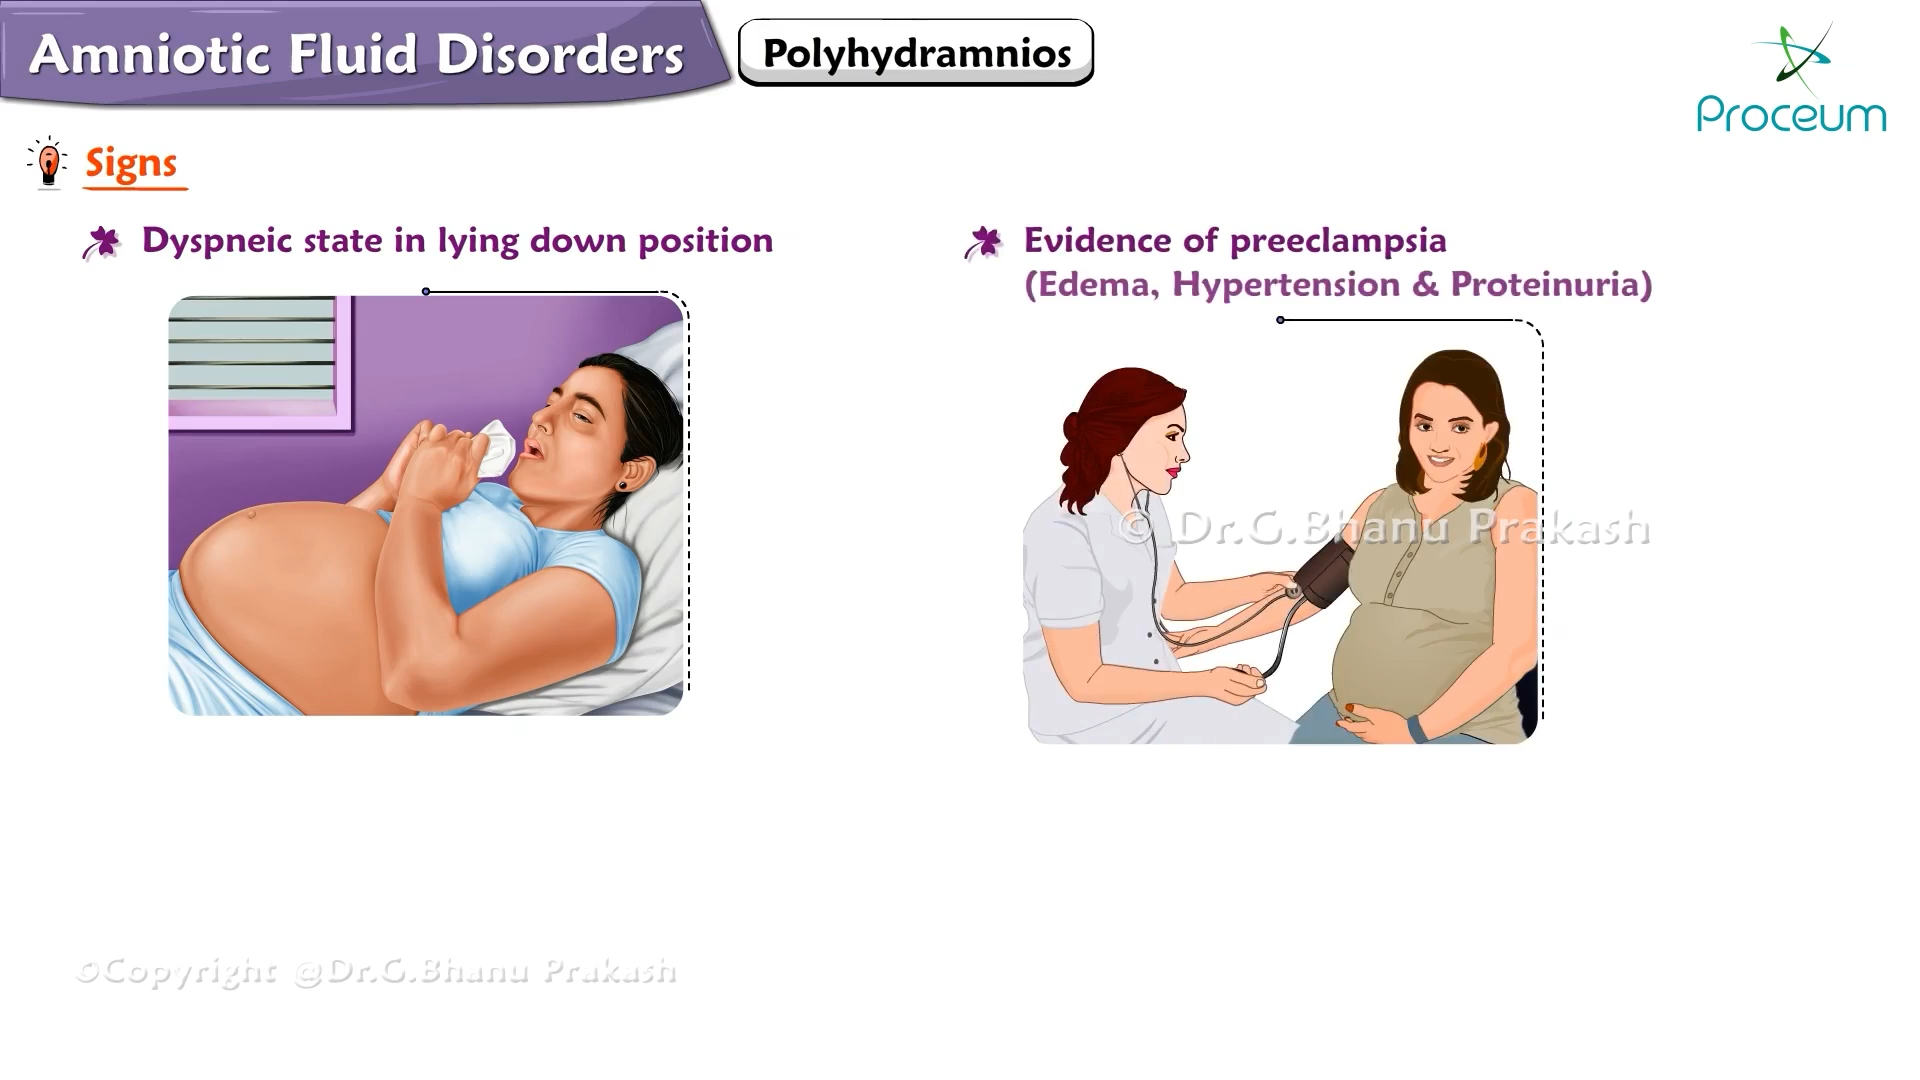 Amniotic Fluid Disorders
Polyhydramnios
Proceum
Signs
Dyspneic state in lying down position
Evidence of preeclampsia
(Edema, Hypertension & Proteinuria)
© Dr.G.Bhanu Prakash
©Copyright @Dr.G.Bhanu Prakash